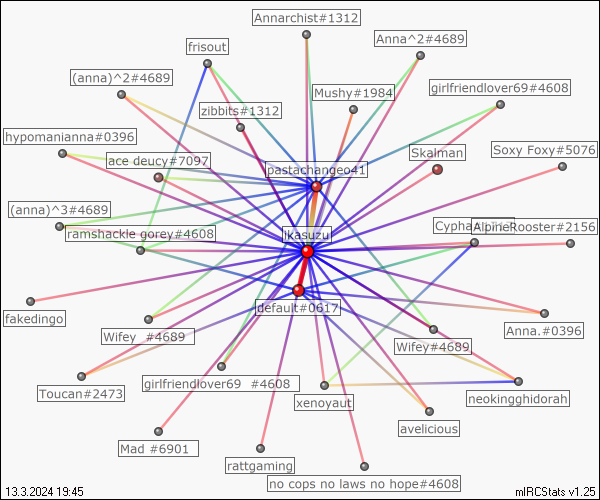 Annarchist#1312
frisout
Anna^2#4689
(anna)^2#4689
girlfriendlover69#4608
Mushy#1984
zibbits#1312
hypomanianna#0396
Soxy Foxy#5076
Skalman
ace deucy#7097
pastachangeo41
(anna)^3#4689
ramshackle gorey#4608
ikasuzu
AlpineRooster#2156
fakedingo
default#0617
Anna.#0396
Wifey #4689
Wifey#4689
girlfriendlover69 #4608
Toucan#2473
xenoyaut
neokingghidorah
avelicious
Mad #6901
rattgaming
no cops no laws no hope#4608
13.3.2024 19:45
mIRCStats v1.25